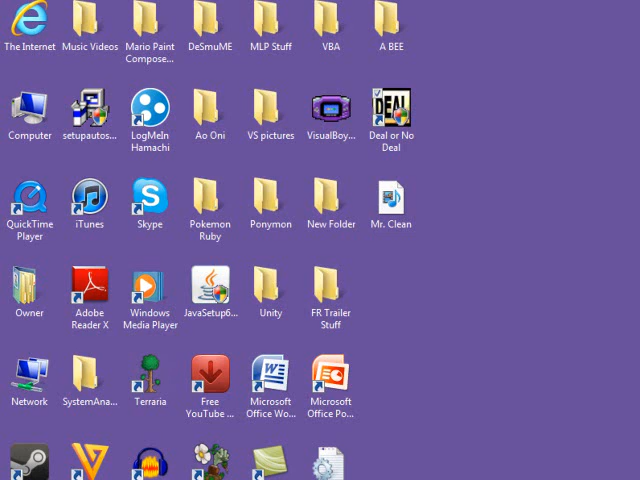 The Internet
Music Videos
Mario Paint
Compose...
DeSmuME
MLP Stuff
VBA
A BEE
Computer
setupautos...
LogMeIn
Hamachi
Ao Oni
VS pictures
VisualBoy...
DEAL
Deal or No
Deal
QuickTime
Player
iTunes
Skype
Pokemon
Ruby
Ponymon
New Folder
Mr. Clean
Owner
Adobe
Reader X
Windows
Media Player
JavaSetup6...
Unity
FR Trailer
Stuff
Network
SystemAna...
Terraria
Free
YouTube ...
Microsoft
Office Wo...
Microsoft
Office Po...